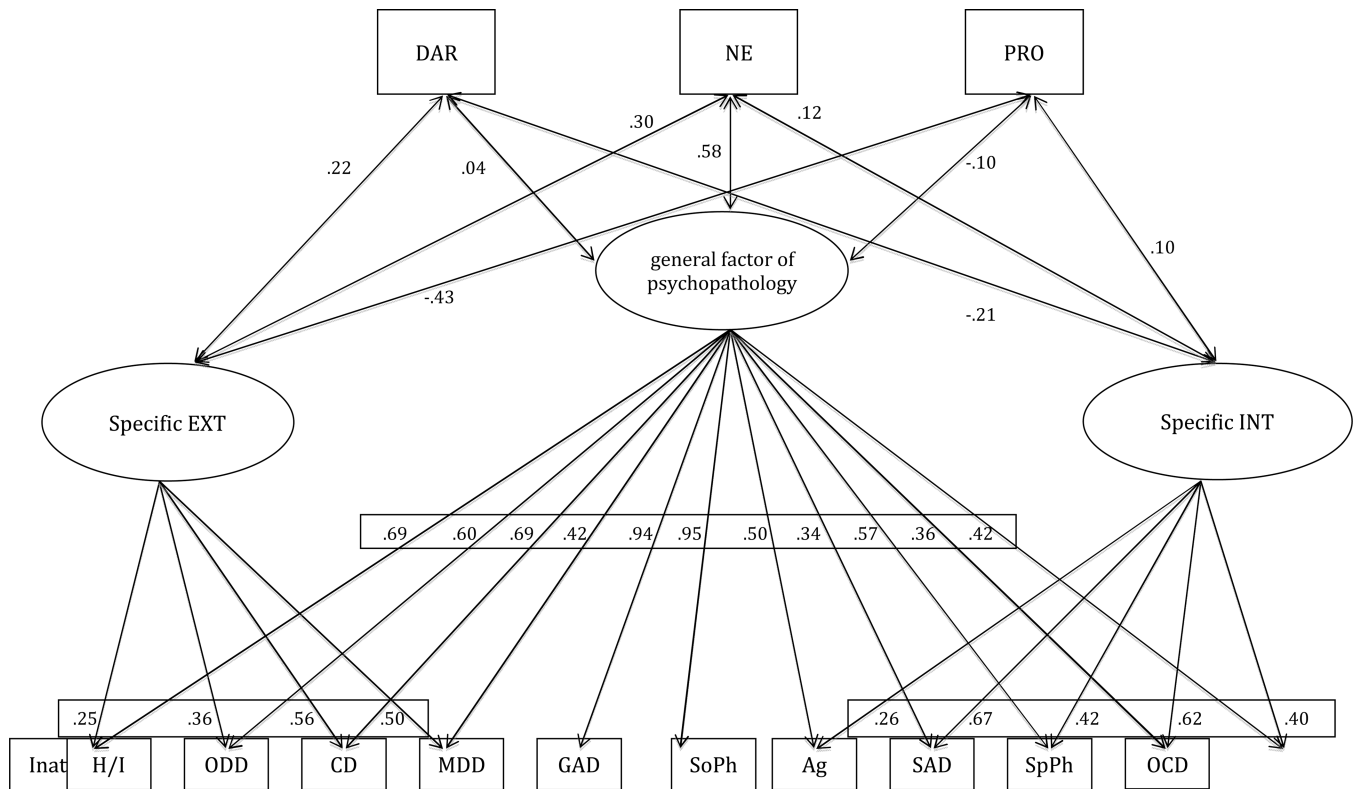 DAR
NE
PRO
.30
.12
.22
.04
.58
-.10
.10
general factor of
psychopathology
-.43
-.21
Specific EXT
Specific INT
.69 .60 .69 .42 .94 .95 .50 .34 .57 .36 .42
.25 .36 .56 .50
.26 .67 .42 .62 .40
Inat H/I ODD CD MDD GAD SoPh Ag SAD SpPh OCD